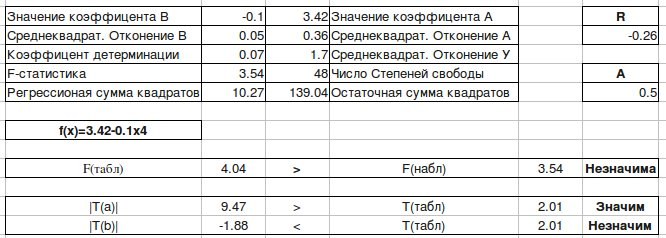 Значение коэффицента В -0.1 3.42 Значение коэффицента А R
Среднеквадрат. Отконение В 0.05 0.36 Среднеквадрат. Отконение А -0.26
Коэффицент детерминации 0.07 1.7 Среднеквадрат. Отконение У
F-статистика 3.54 48 Число Степеней свободы A
Регрессионая сумма квадратов 10.27 139.04 Остаточная сумма квадратов 0.5
f(x)=3.42-0.1x4
F(табл) 4.04 > F(набл) 3.54 Незначима
|T(a)| 9.47 > T(табл) 2.01 Значим
|T(b)| -1.88 < T(табл) 2.01 Незначим